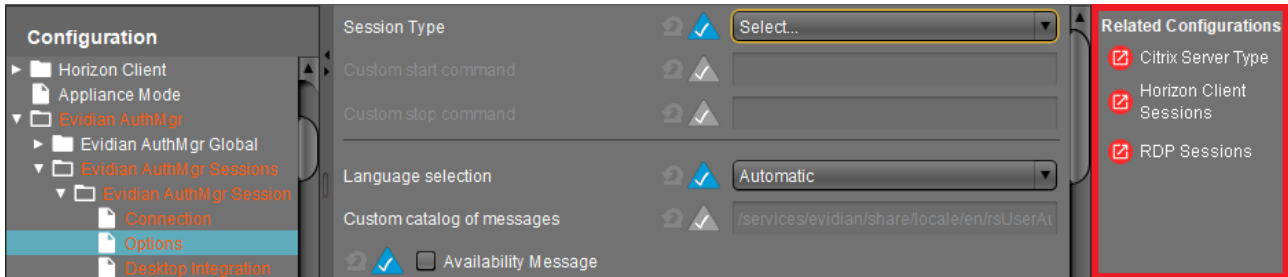 Configuration
Horizon Client
Appliance Mode
Evidian AuthMgr
Evidian AuthMgr Global
Evidian AuthMgr Sessions
Evidian AuthMgr Session
Connection
Options
Desktop Integration
Session Type
Select...
Custom start command
Custom stop command
Language selection
Automatic
Custom catalog of messages
/services/evidian/share/locale/en/rsUserAu
Availability Message
Related Configurations
Citrix Server Type
Horizon Client
Sessions
RDP Sessions